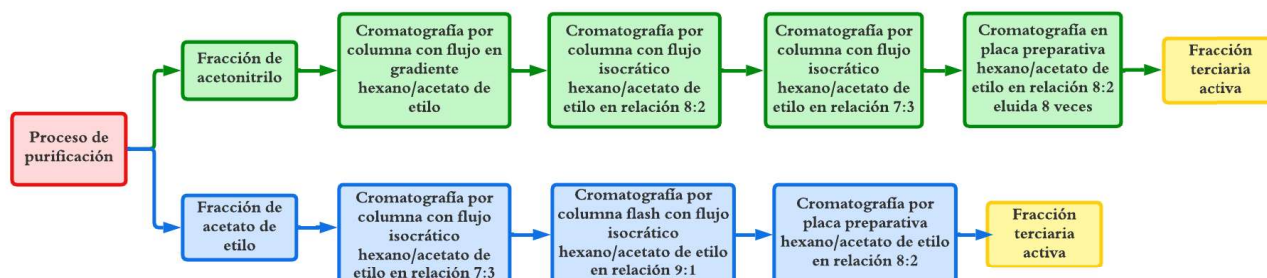 Proceso de
purificación
Fracción de
acetonitrilo
Cromatografía por
columna con flujo en
gradiente
hexano/acetato de
etilo
Cromatografía por
columna con flujo
isocrático
hexano/acetato de
etilo en relación 8:2
Cromatografía por
columna con flujo
isocrático
hexano/acetato de
etilo en relación 7:3
Cromatografía en
placa preparativa
hexano/acetato de
etilo en relación 8:2
eluida 8 veces
Fracción
terciaria
activa
Fracción de
acetato de
etilo
Cromatografía por
columna con flujo
isocrático
hexano/acetato de
etilo en relación 7:3
Cromatografía por
columna flash con flujo
isocrático
hexano/acetato de etilo
en relación 9:1
Cromatografía por
placa preparativa
hexano/acetato de etilo
en relación 8:2
Fracción
terciaria
activa